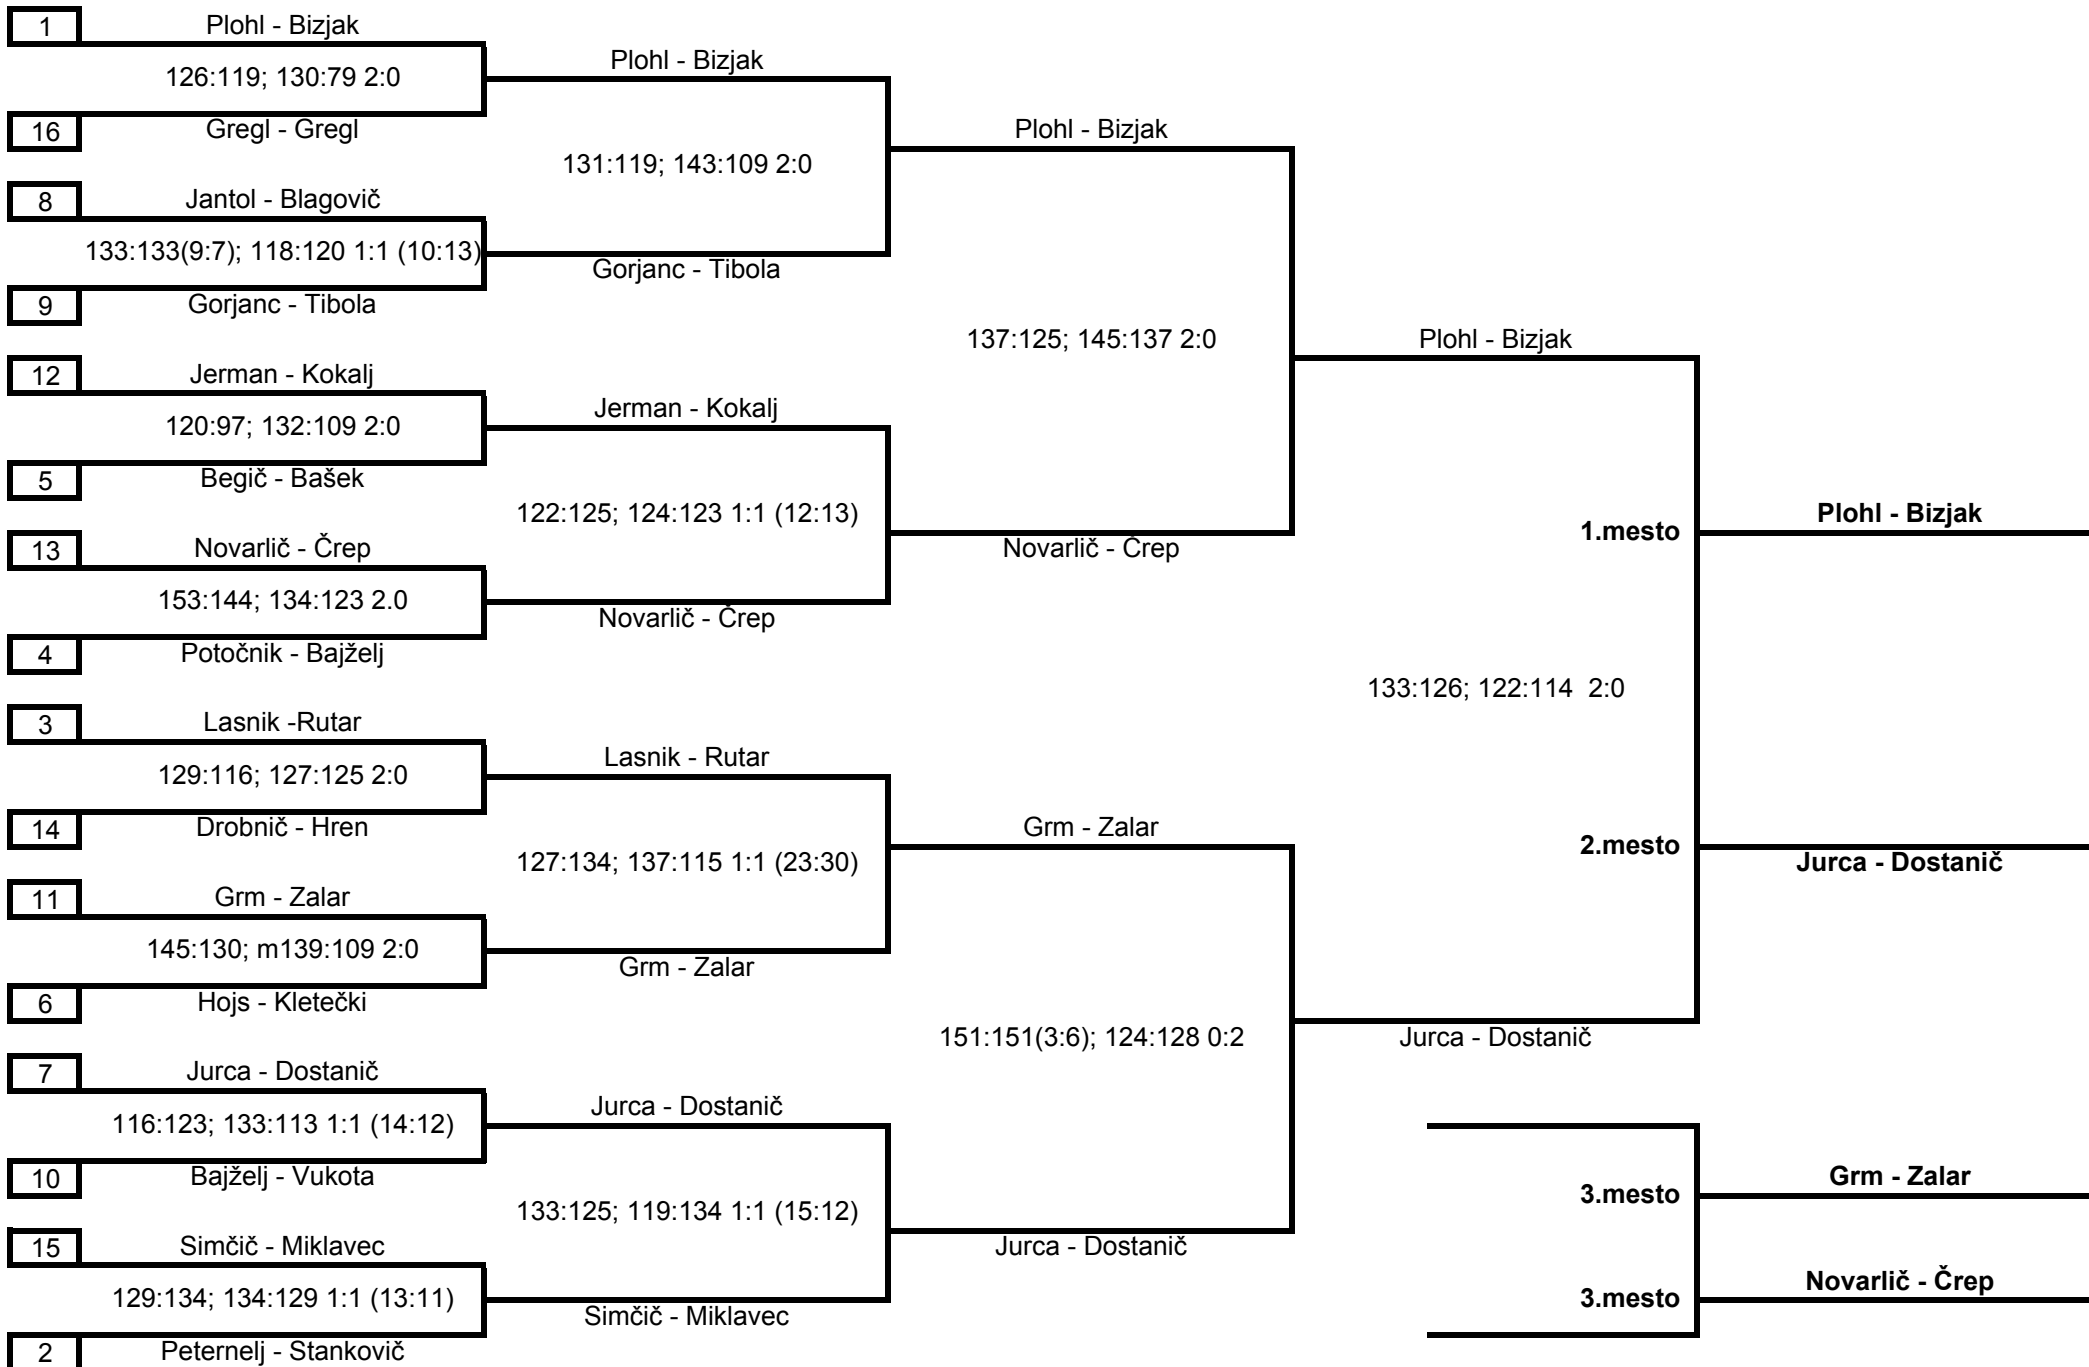 1 Plohl - Bizjak
126:119; 130:79 2:0
16 Gregl - Gregl
8 Jantol - Blagovič
133:133(9:7); 118:120 1:1 (10:13)
9 Gorjanc - Tibola
12 Jerman - Kokalj
120:97; 132:109 2:0
5 Begič - Bašek
13 Novarlič - Črep
153:144; 134:123 2.0
4 Potočnik - Bajželj
3 Lasnik -Rutar
129:116; 127:125 2:0
14 Drobnič - Hren
11 Grm - Zalar
145:130; m139:109 2:0
6 Hojs - Kletečki
7 Jurca - Dostanič
116:123; 133:113 1:1 (14:12)
10 Bajželj - Vukota
15 Simčič - Miklavec
129:134; 134:129 1:1 (13:11)
2 Peternelj - Stankovič
Plohl - Bizjak
131:119; 143:109 2:0
Gorjanc - Tibola
Jerman - Kokalj
122:125; 124:123 1:1 (12:13)
Novarlič - Črep
Lasnik - Rutar
127:134; 137:115 1:1 (23:30)
Grm - Zalar
Jurca - Dostanič
133:125; 119:134 1:1 (15:12)
Simčič - Miklavec
Plohl - Bizjak
137:125; 145:137 2:0
Novarlič - Črep
Grm - Zalar
151:151(3:6); 124:128 0:2
Jurca - Dostanič
Plohl - Bizjak
133:126; 122:114  2:0
Jurca - Dostanič
1.mesto Plohl - Bizjak
2.mesto Jurca - Dostanič
3.mesto Grm - Zalar
3.mesto Novarlič - Črep